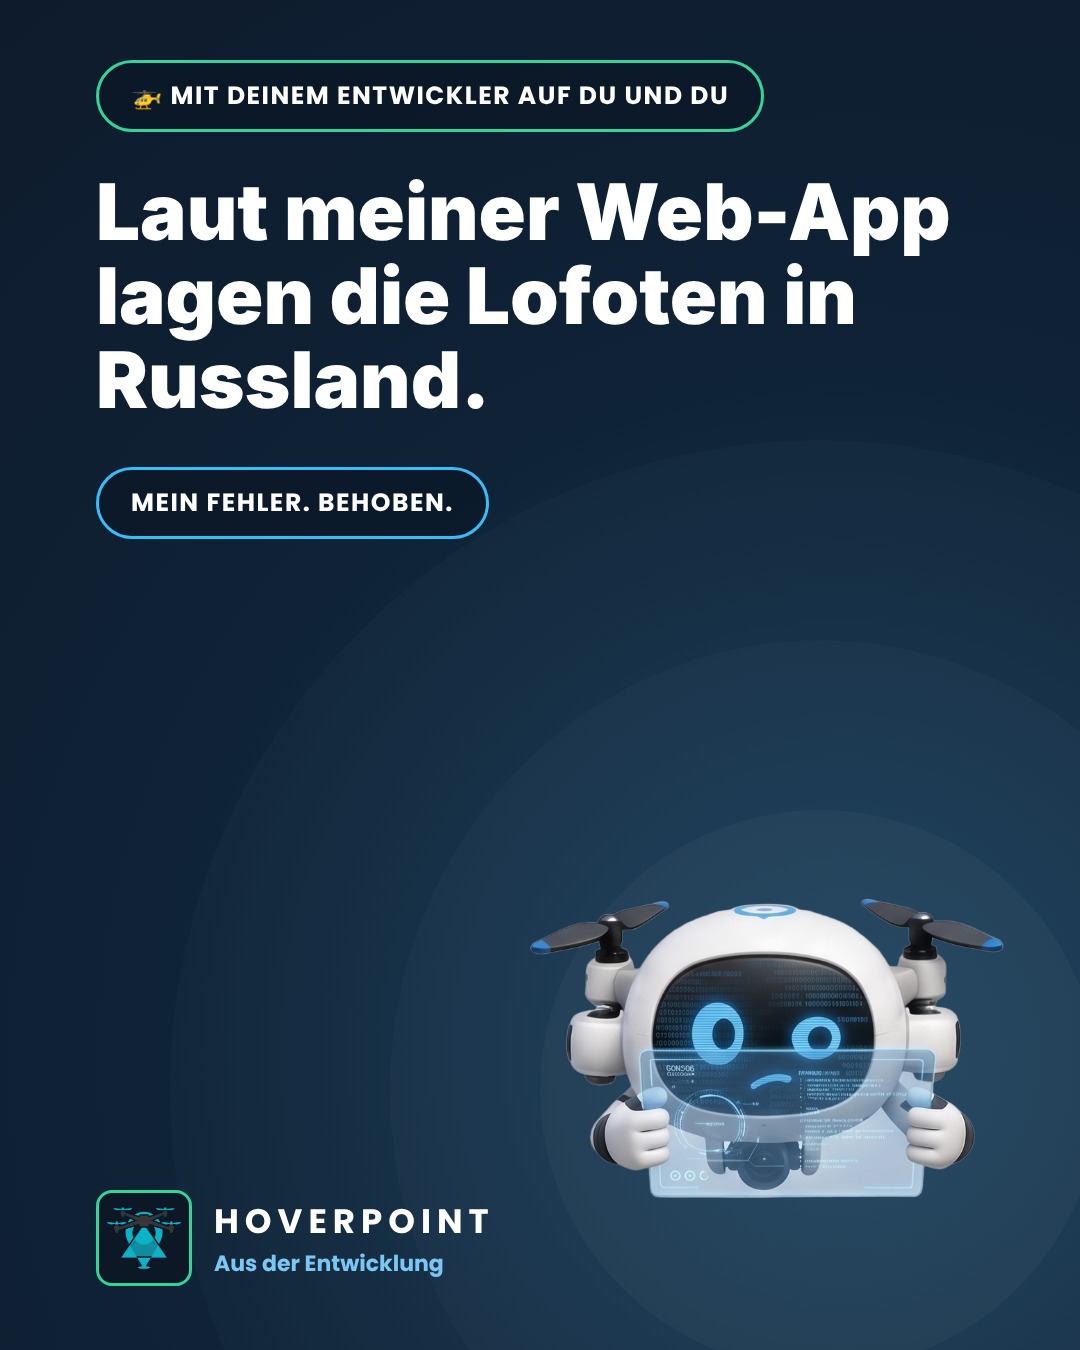 🚁 MIT DEINEM ENTWICKLER AUF DU UND DU
Laut meiner Web-App
lagen die Lofoten in
Russland.
MEIN FEHLER. BEHOBEN.
HOVERPOINT
Aus der Entwicklung